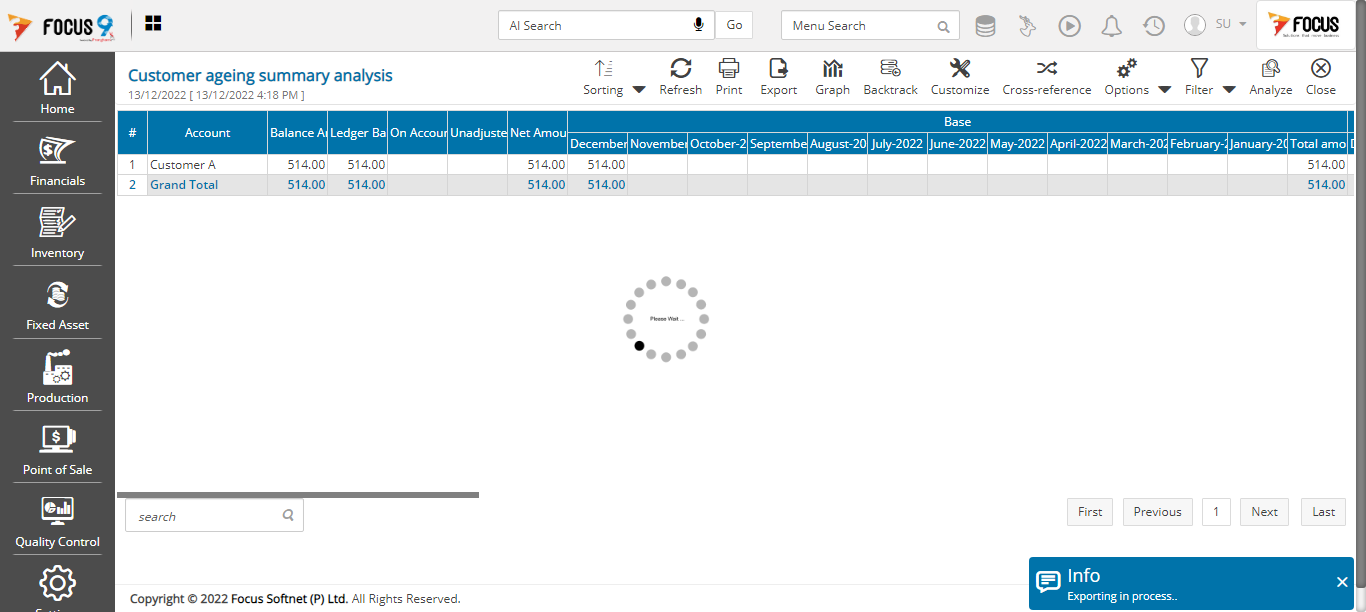 FOCUS 9
AI Search
Go
Menu Search
SU
FOCUS
Home
Financials
Inventory
Fixed Asset
Production
Point of Sale
Quality Control
Customer ageing summary analysis
13/12/2022 [ 13/12/2022 4:18 PM ]
Sorting Refresh Print Export Graph Backtrack Customize Cross-reference Options Filter Analyze Close
# Account Balance A Ledger Ba On Accour Unadjuste Net Amou Base
December November October-2 Septembe August-20 July-2022 June-2022 May-2022 April-2022 March-202 February-2 January-20 Total amo
1 Customer A 514.00 514.00 514.00 514.00 514.00
2 Grand Total 514.00 514.00 514.00 514.00 514.00
Please Wait ...
search
First Previous 1 Next Last
Info
Exporting in process..
Copyright © 2022 Focus Softnet (P) Ltd. All Rights Reserved.